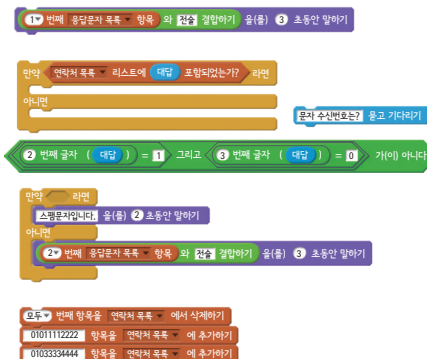 1▼ 번째 응답문자 목록▼ 항목 와 전술 결합하기 을(를) 3 초동안 말하기
만약 연락처 목록▼ 리스트에 대답 포함되었는가? 라면
아니면
문자 수신번호는? 묻고 기다리기
2 번째 글자 ( 대답 ) = 1 그리고 3 번째 글자 ( 대답 ) = 0 가(이) 아니다
만약 라면
스팸문자입니다. 을(를) 2 초동안 말하기
아니면
2▼ 번째 응답문자 목록▼ 항목 와 전술 결합하기 을(를) 3 초동안 말하기
모두▼ 번째 항목을 연락처 목록▼ 에서 삭제하기
01011112222 항목을 연락처 목록▼ 에 추가하기
01033334444 항목을 연락처 목록▼ 에 추가하기